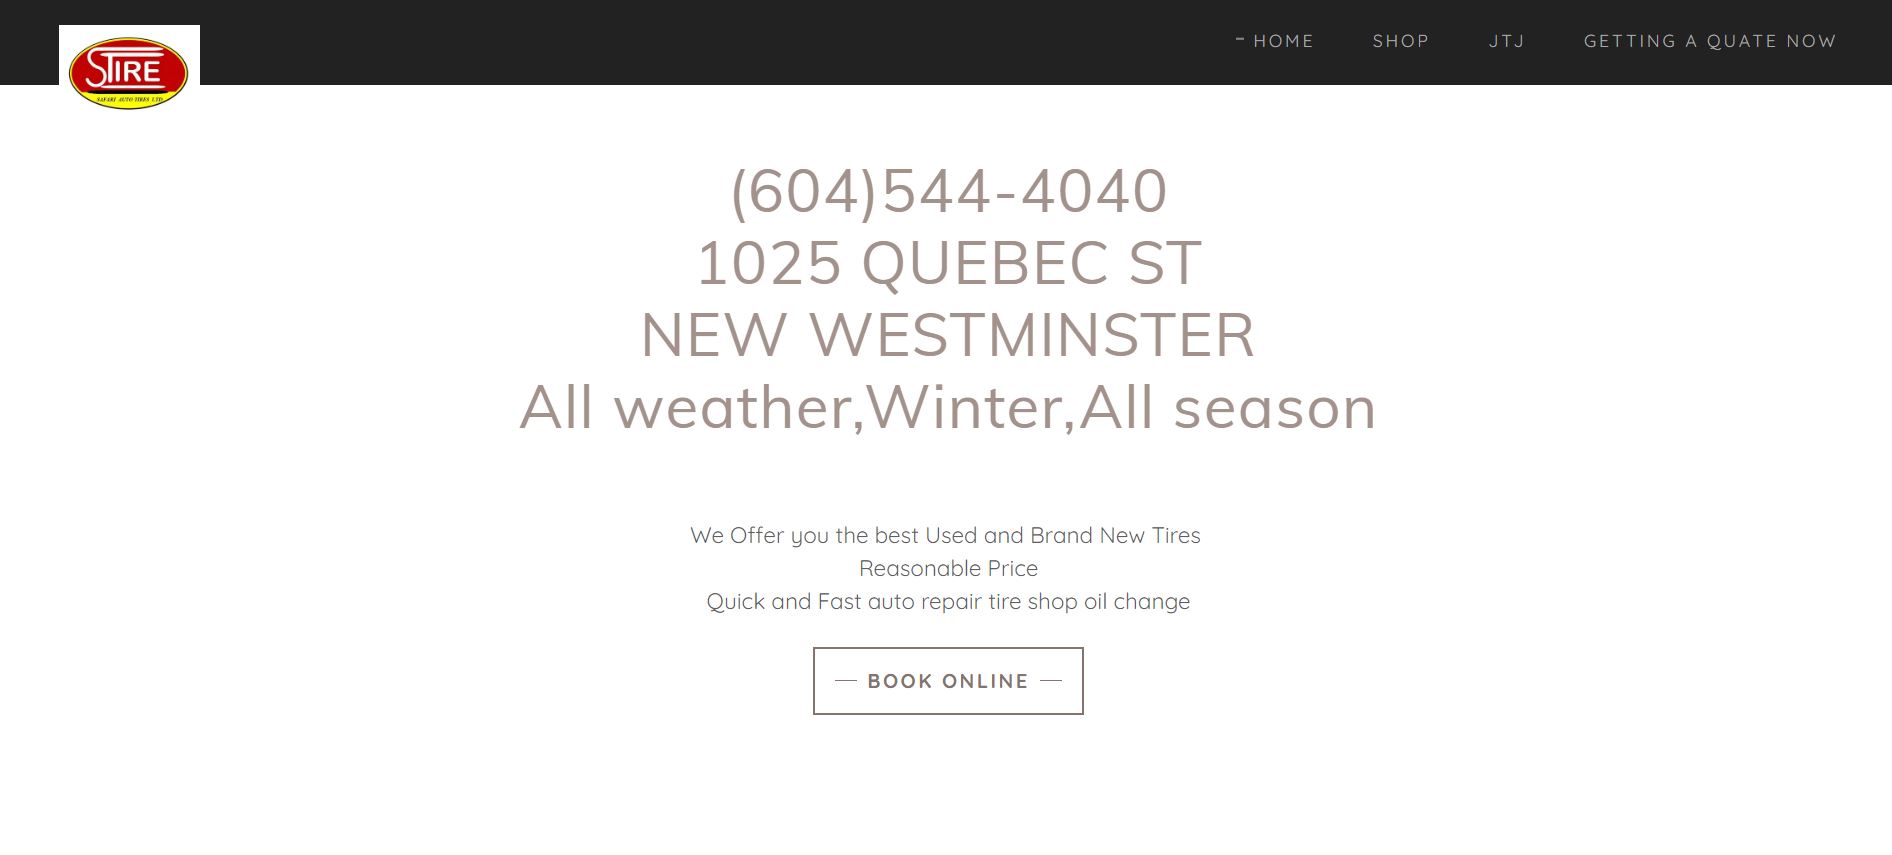 STIRE
SAFARI AUTO TIRES LTD.
HOME
SHOP
JTJ
GETTING A QUATE NOW
(604)544-4040
1025 QUEBEC ST
NEW WESTMINSTER
All weather,Winter,All season
We Offer you the best Used and Brand New Tires
Reasonable Price
Quick and Fast auto repair tire shop oil change
BOOK ONLINE